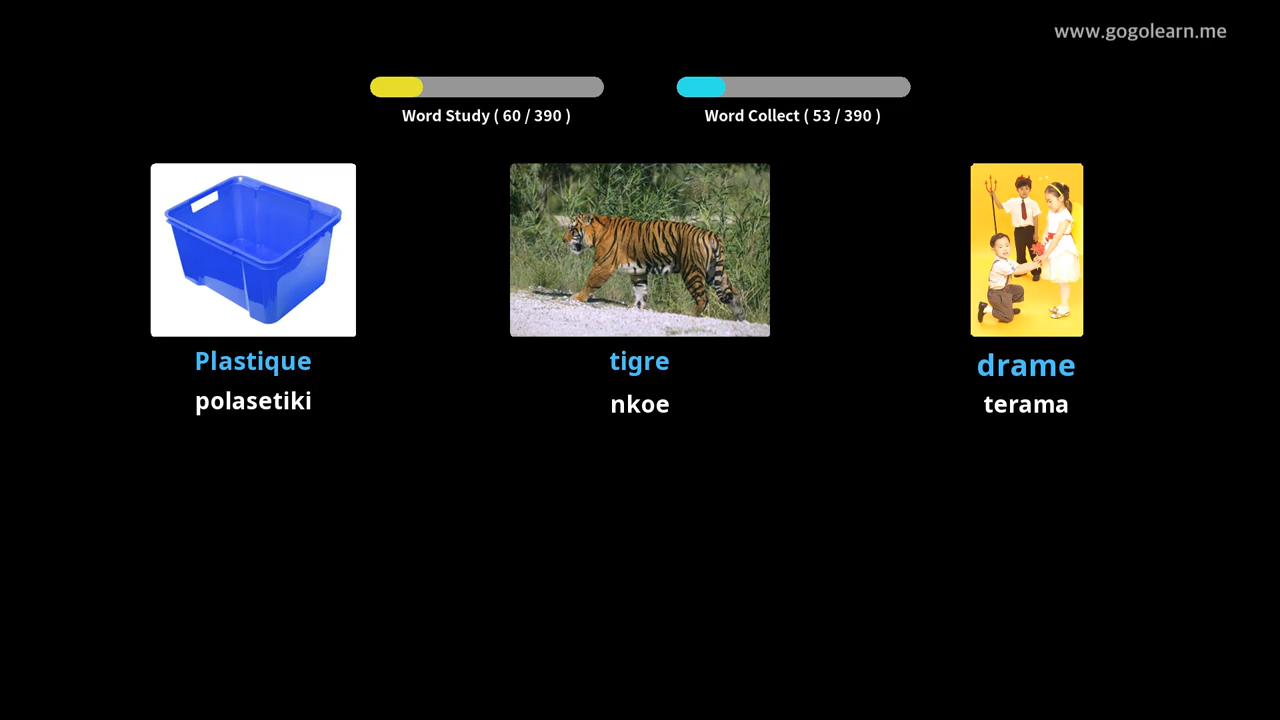 www.gogolearn.me
Word Study ( 60 / 390 )
Word Collect ( 53 / 390 )
Plastique
polasetiki
tigre
nkoe
drame
terama